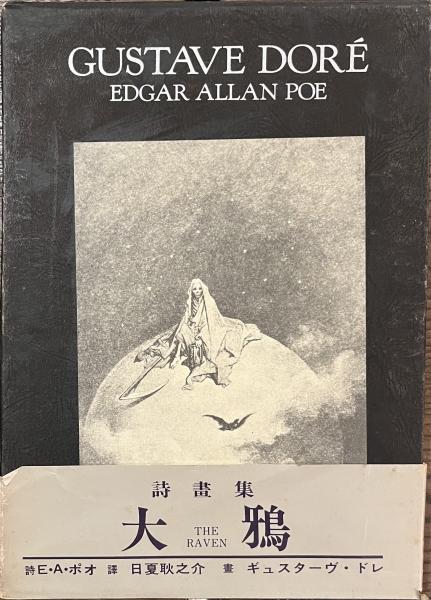 GUSTAVE DORÉ
EDGAR ALLAN POE
詩畫集
大 THE RAVEN 鴉
詩E・A・ポオ 譯 日夏耿之介 畫 ギュスターヴ・ドレ